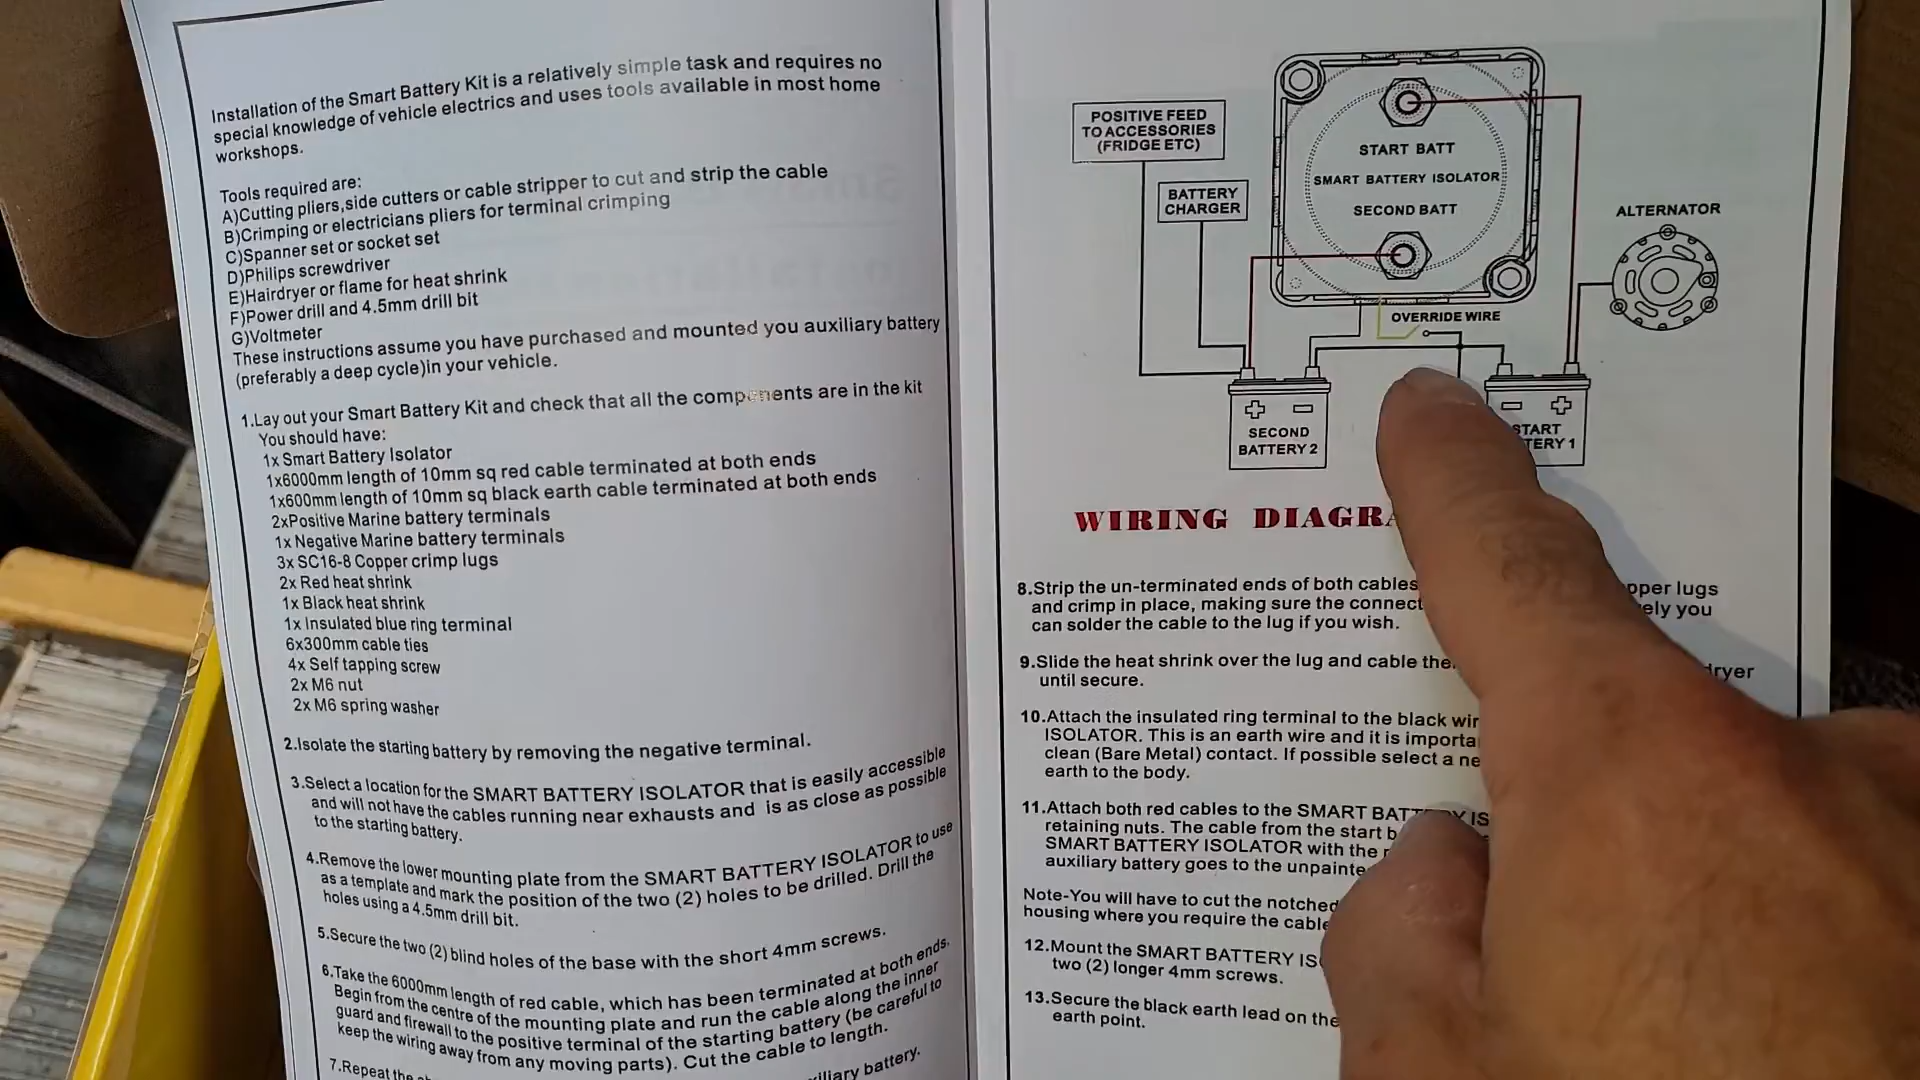 Installation of the Smart Battery Kit is a relatively simple task and requires no
special knowledge of vehicle electrics and uses tools available in most home
workshops.
Tools required are:
A)Cutting pliers,side cutters or cable stripper to cut and strip the cable
B)Crimping or electricians pliers for terminal crimping
C)Spanner set or socket set
D)Philips screwdriver
E)Hairdryer or flame for heat shrink
F)Power drill and 4.5mm drill bit
G)Voltmeter
These instructions assume you have purchased and mounted you auxiliary battery
(preferably a deep cycle)in your vehicle.
1.Lay out your Smart Battery Kit and check that all the components are in the kit
You should have:
1x Smart Battery Isolator
1x6000mm length of 10mm sq red cable terminated at both ends
1x600mm length of 10mm sq black earth cable terminated at both ends
2xPositive Marine battery terminals
1x Negative Marine battery terminals
3x SC16-8 Copper crimp lugs
2x Red heat shrink
1x Black heat shrink
1x Insulated blue ring terminal
6x300mm cable ties
4x Self tapping screw
2x M6 nut
2x M6 spring washer
2.Isolate the starting battery by removing the negative terminal.
3.Select a location for the SMART BATTERY ISOLATOR that is easily accessible
and will not have the cables running near exhausts and is as close as possible
to the starting battery.
4.Remove the lower mounting plate from the SMART BATTERY ISOLATOR to use
as a template and mark the position of the two (2) holes to be drilled. Drill the
holes using a 4.5mm drill bit.
5.Secure the two (2) blind holes of the base with the short 4mm screws.
6.Take the 6000mm length of red cable, which has been terminated at both ends.
Begin from the centre of the mounting plate and run the cable along the inner
guard and firewall to the positive terminal of the starting battery (be careful to
keep the wiring away from any moving parts). Cut the cable to length.
7.Repeat the battery.
POSITIVE FEED
TO ACCESSORIES
(FRIDGE ETC)
BATTERY
CHARGER
START BATT
SMART BATTERY ISOLATOR
SECOND BATT
ALTERNATOR
OVERRIDE WIRE
SECOND
BATTERY 2
START
TERY 1
WIRING DIAGRA
8.Strip the un-terminated ends of both cables pper lugs
and crimp in place, making sure the connect ely you
can solder the cable to the lug if you wish.
9.Slide the heat shrink over the lug and cable the dryer
until secure.
10.Attach the insulated ring terminal to the black wir
ISOLATOR. This is an earth wire and it is importa
clean (Bare Metal) contact. If possible select a ne
earth to the body.
11.Attach both red cables to the SMART BATTERY IS
retaining nuts. The cable from the start b
SMART BATTERY ISOLATOR with the r
auxiliary battery goes to the unpainte
Note-You will have to cut the notched
housing where you require the cable
12.Mount the SMART BATTERY IS
two (2) longer 4mm screws.
13.Secure the black earth lead on the
earth point.